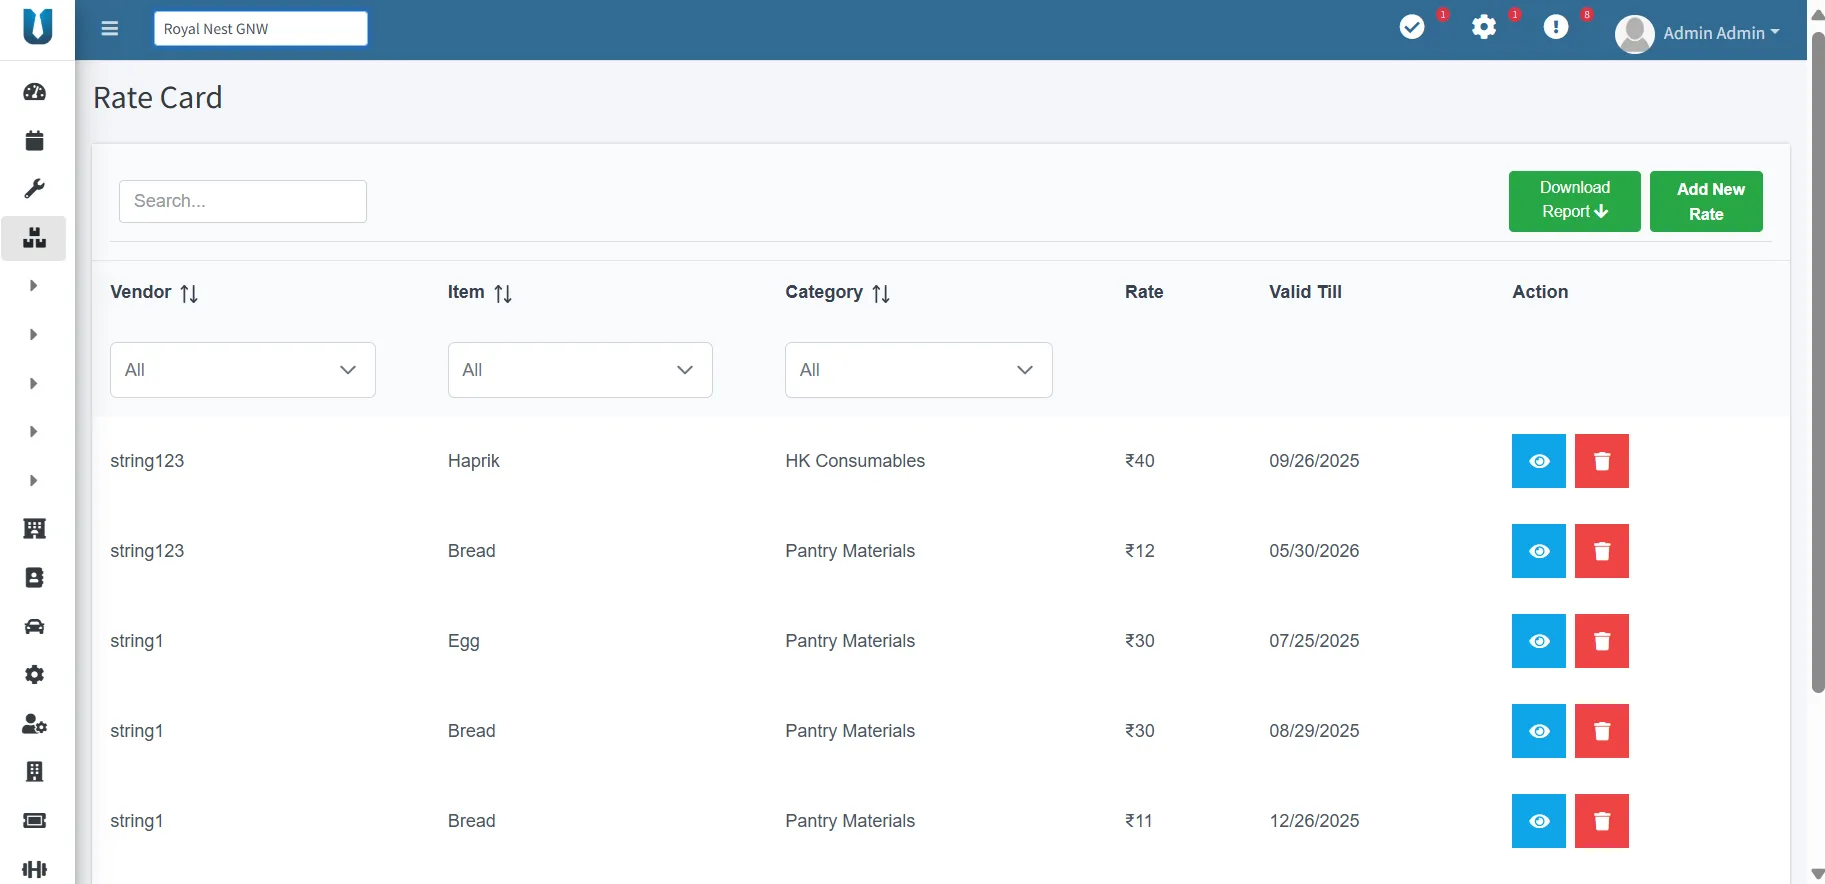 Royal Nest GNW
1
1
8
Admin Admin
Rate Card
Search...
Download
Report
Add New
Rate
Vendor Item Category Rate Valid Till Action
All All All
string123 Haprik HK Consumables ₹40 09/26/2025
string123 Bread Pantry Materials ₹12 05/30/2026
string1 Egg Pantry Materials ₹30 07/25/2025
string1 Bread Pantry Materials ₹30 08/29/2025
string1 Bread Pantry Materials ₹11 12/26/2025